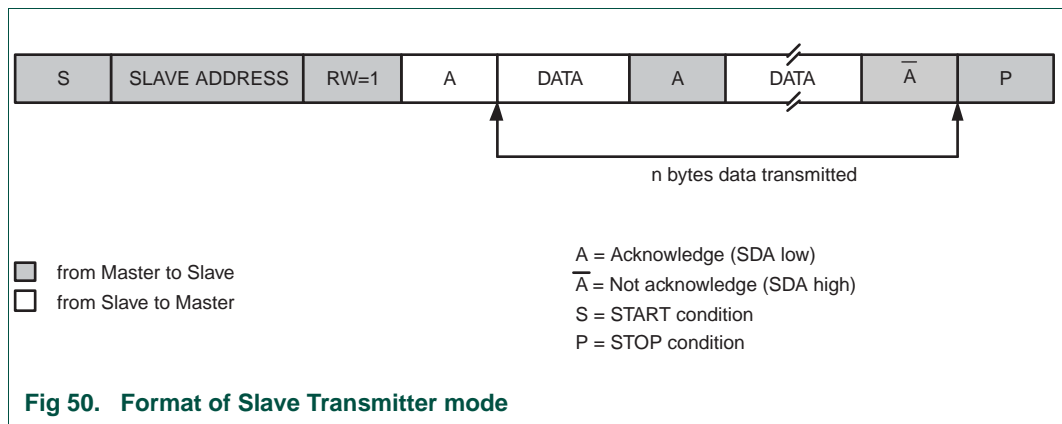 S SLAVE ADDRESS RW=1 A DATA A DATA A̅ P
n bytes data transmitted
from Master to Slave
from Slave to Master
A = Acknowledge (SDA low)
A̅ = Not acknowledge (SDA high)
S = START condition
P = STOP condition
Fig 50. Format of Slave Transmitter mode